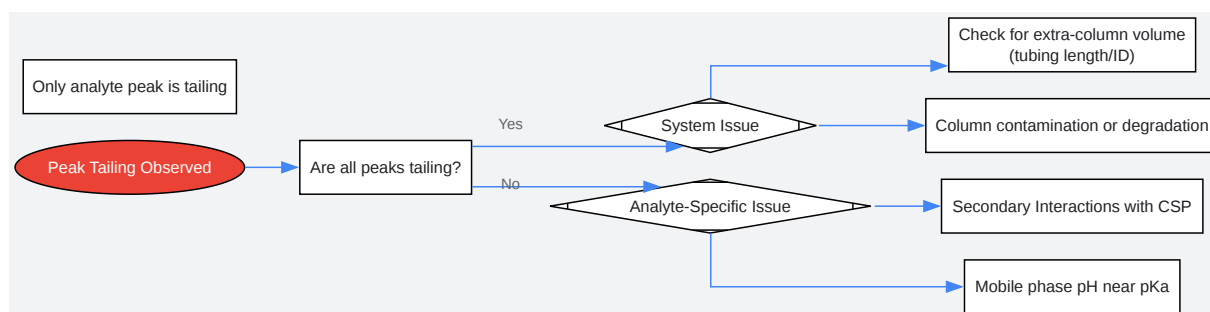 Only analyte peak is tailing
Peak Tailing Observed
Are all peaks tailing?
Yes
No
System Issue
Analyte-Specific Issue
Check for extra-column volume
(tubing length/ID)
Column contamination or degradation
Secondary Interactions with CSP
Mobile phase pH near pKa